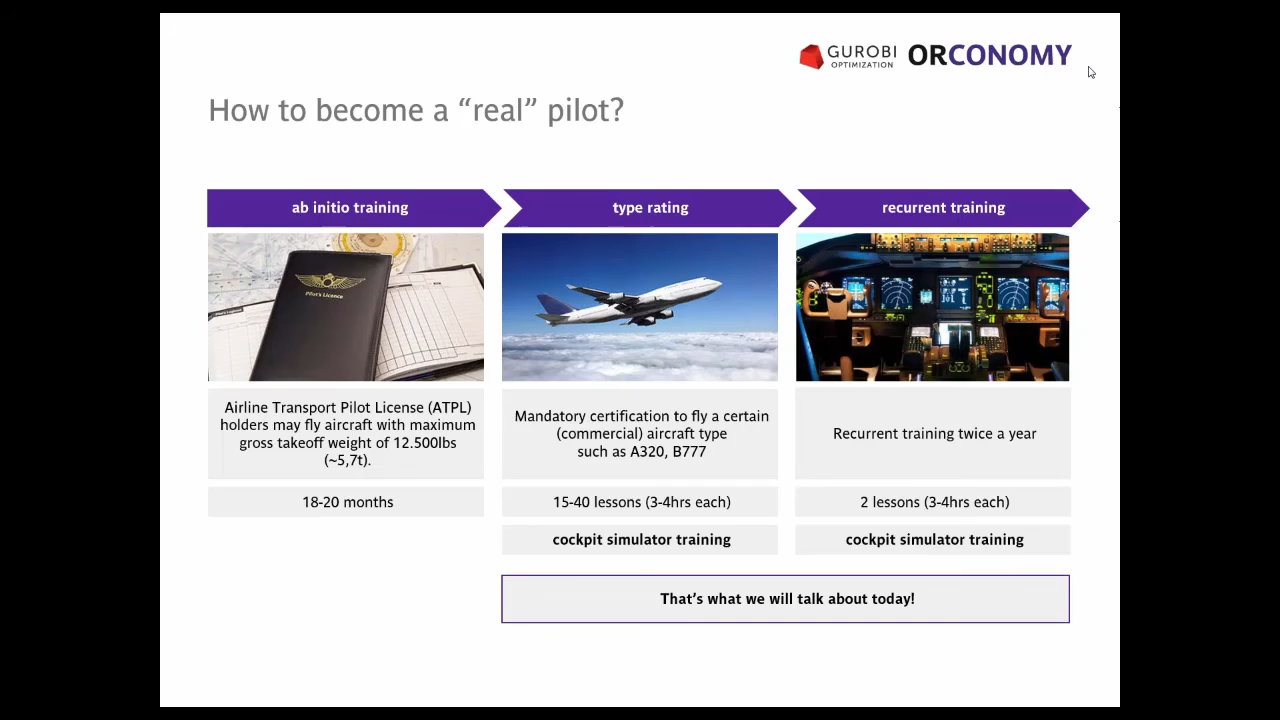 GUROBI
OPTIMIZATION
ORCONOMY
How to become a “real” pilot?
ab initio training
type rating
recurrent training
Pilot's Licence
Airline Transport Pilot License (ATPL)
holders may fly aircraft with maximum
gross takeoff weight of 12.500lbs
(~5,7t).
Mandatory certification to fly a certain
(commercial) aircraft type
such as A320, B777
Recurrent training twice a year
18-20 months
15-40 lessons (3-4hrs each)
2 lessons (3-4hrs each)
cockpit simulator training
cockpit simulator training
That’s what we will talk about today!